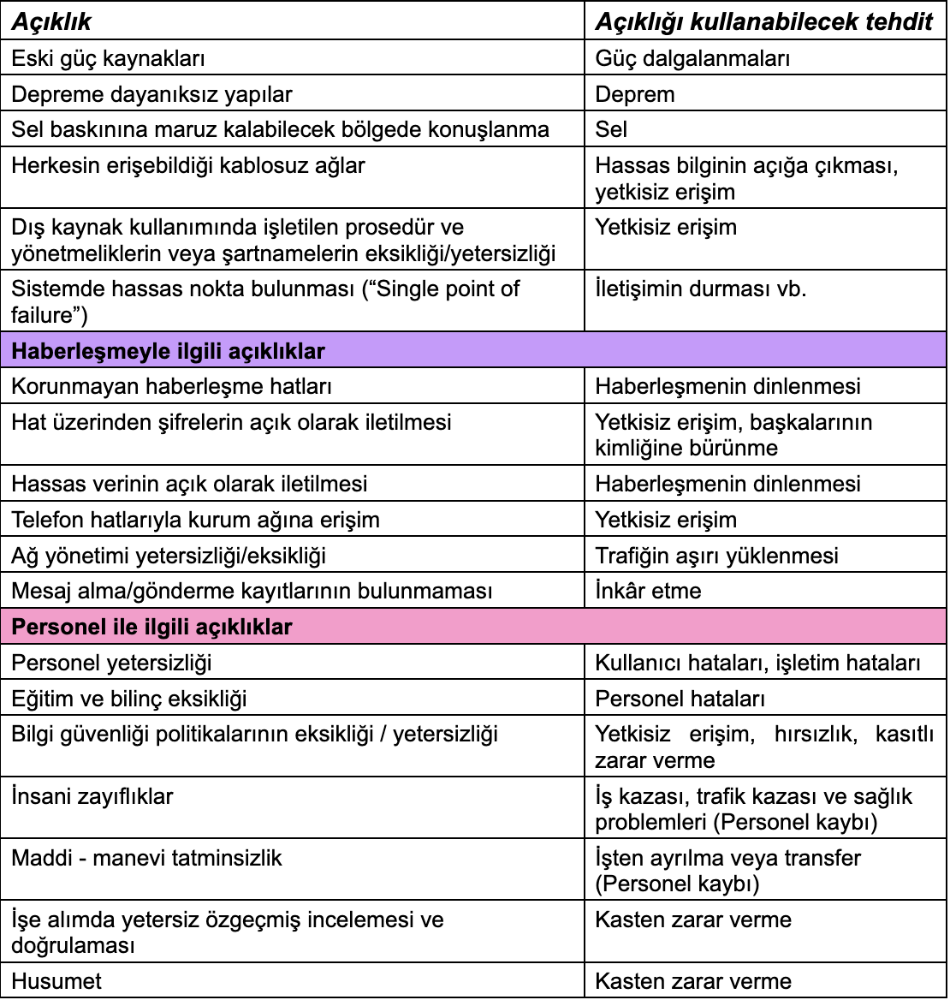 Açıklık
Açıklığı kullanabilecek tehdit
Eski güç kaynakları
Güç dalgalanmaları
Depreme dayanıksız yapılar
Deprem
Sel baskınına maruz kalabilecek bölgede konuşlanma
Sel
Herkesin erişebildiği kablosuz ağlar
Hassas bilginin açığa çıkması,
yetkisiz erişim
Dış kaynak kullanımında işletilen prosedür ve
yönetmeliklerin veya şartnamelerin eksikliği/yetersizliği
Yetkisiz erişim
Sistemde hassas nokta bulunması (“Single point of
failure”)
İletişimin durması vb.
Haberleşmeyle ilgili açıklıklar
Korunmayan haberleşme hatları
Haberleşmenin dinlenmesi
Hat üzerinden şifrelerin açık olarak iletilmesi
Yetkisiz erişim, başkalarının
kimliğine bürünme
Hassas verinin açık olarak iletilmesi
Haberleşmenin dinlenmesi
Telefon hatlarıyla kurum ağına erişim
Yetkisiz erişim
Ağ yönetimi yetersizliği/eksikliği
Trafiğin aşırı yüklenmesi
Mesaj alma/gönderme kayıtlarının bulunmaması
İnkâr etme
Personel ile ilgili açıklıklar
Personel yetersizliği
Kullanıcı hataları, işletim hataları
Eğitim ve bilinç eksikliği
Personel hataları
Bilgi güvenliği politikalarının eksikliği / yetersizliği
Yetkisiz erişim, hırsızlık, kasıtlı
zarar verme
İnsani zayıflıklar
İş kazası, trafik kazası ve sağlık
problemleri (Personel kaybı)
Maddi - manevi tatminsizlik
İşten ayrılma veya transfer
(Personel kaybı)
İşe alımda yetersiz özgeçmiş incelemesi ve
doğrulaması
Kasten zarar verme
Husumet
Kasten zarar verme